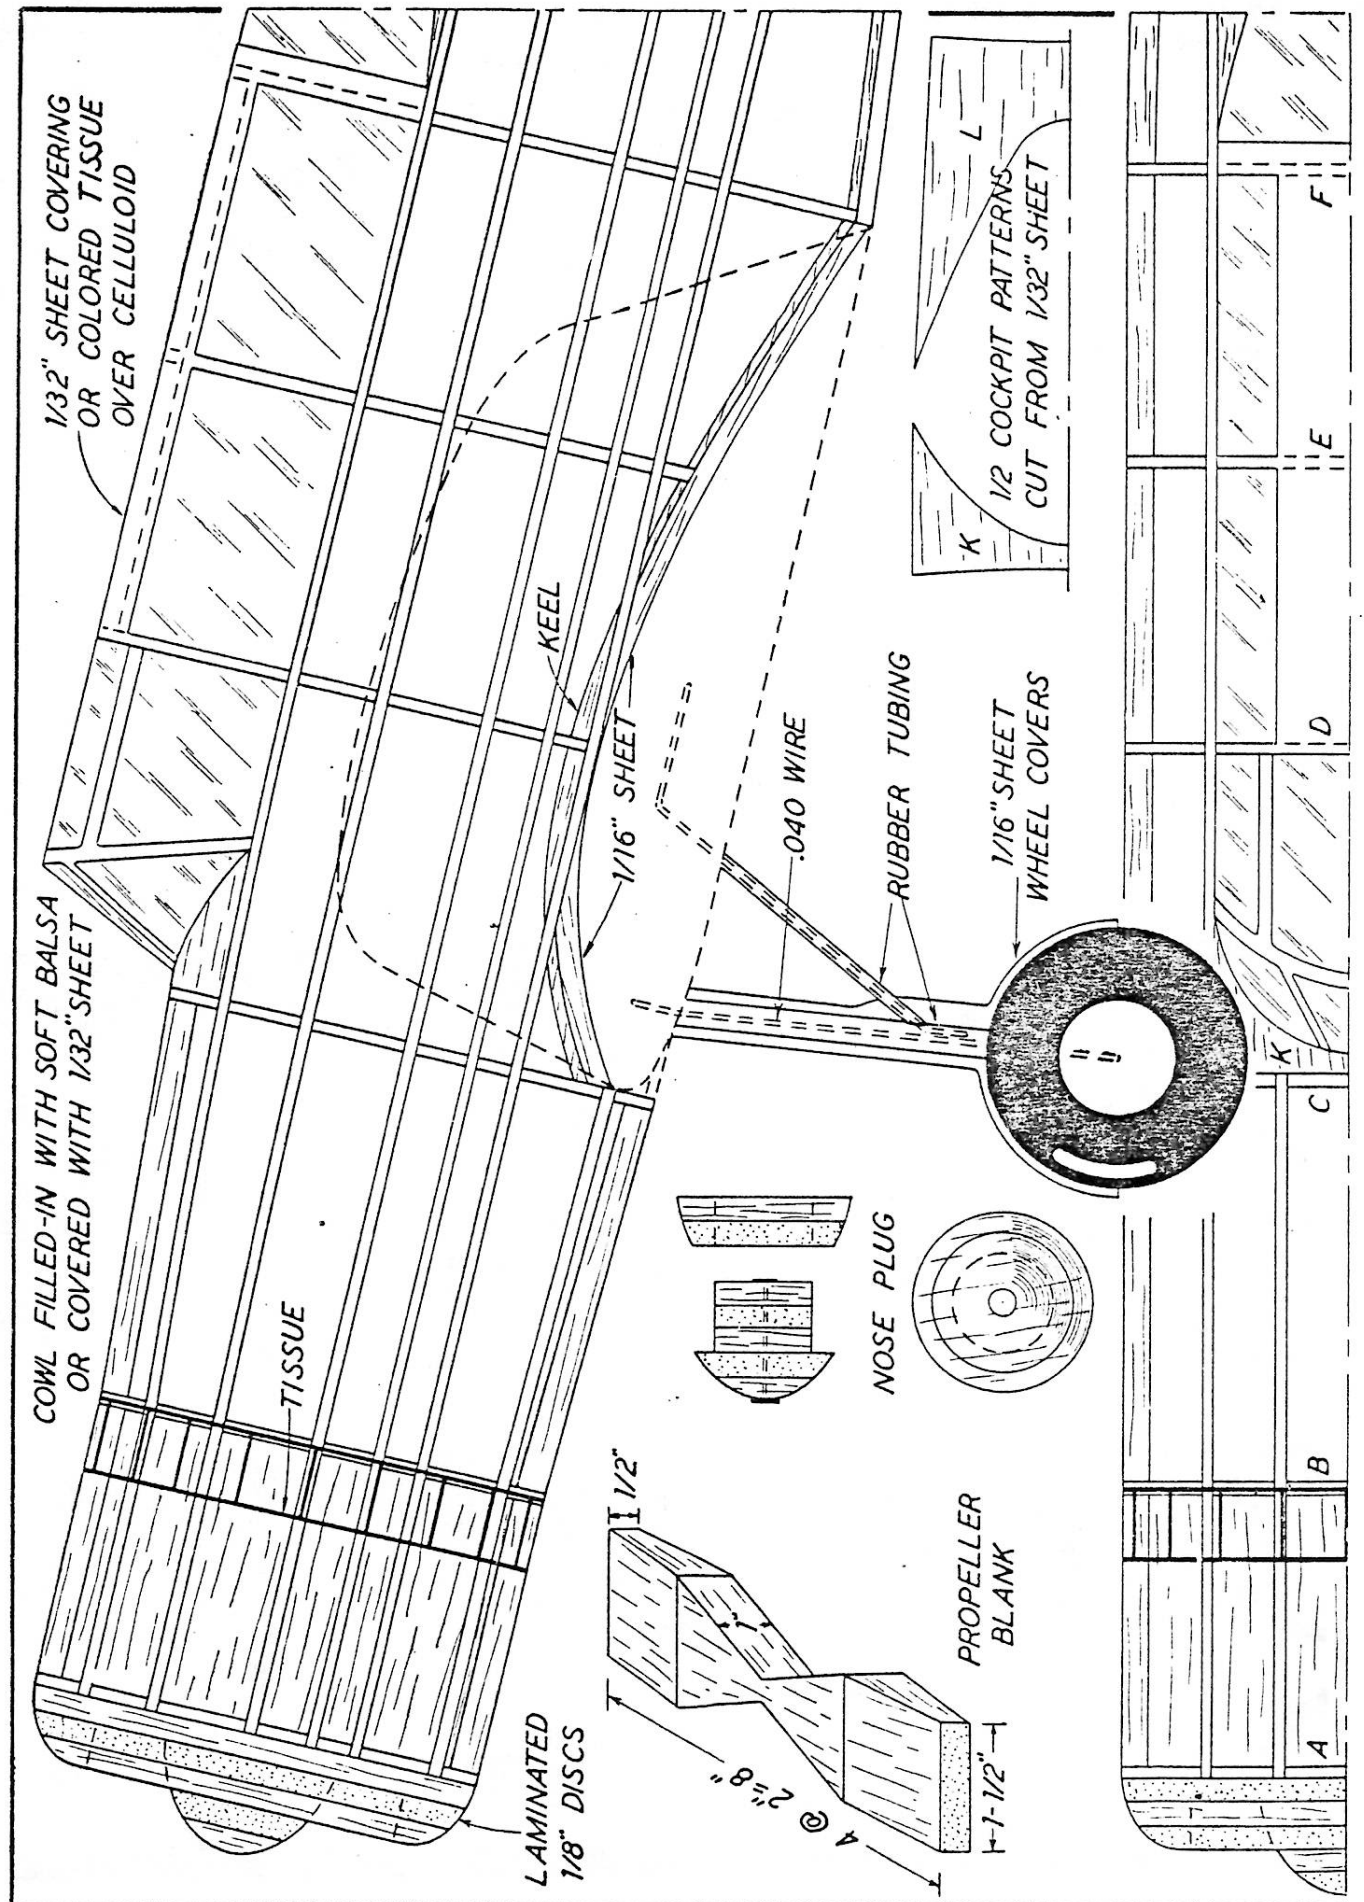 COWL FILLED-IN WITH SOFT BALSA
OR COVERED WITH 1/32" SHEET
1/32" SHEET COVERING
OR COLORED TISSUE
OVER CELLULOID
TISSUE
KEEL
1/16" SHEET
LAMINATED
1/8" DISCS
1/2"
1"
4 @ 2"=8"
1-1/2"
PROPELLER
BLANK
NOSE PLUG
.040 WIRE
RUBBER TUBING
1/16" SHEET
WHEEL COVERS
K
L
1/2 COCKPIT PATTERNS
CUT FROM 1/32" SHEET
K
A
B
C
D
E
F